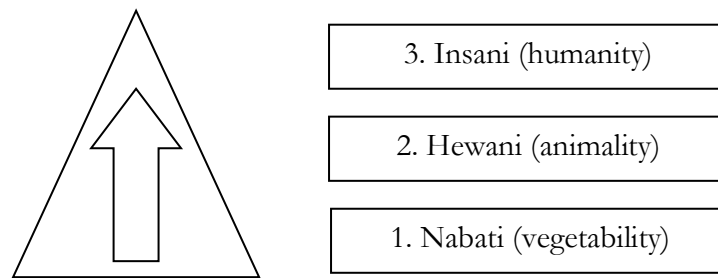 3. Insani (humanity)
2. Hewani (animality)
1. Nabati (vegetability)